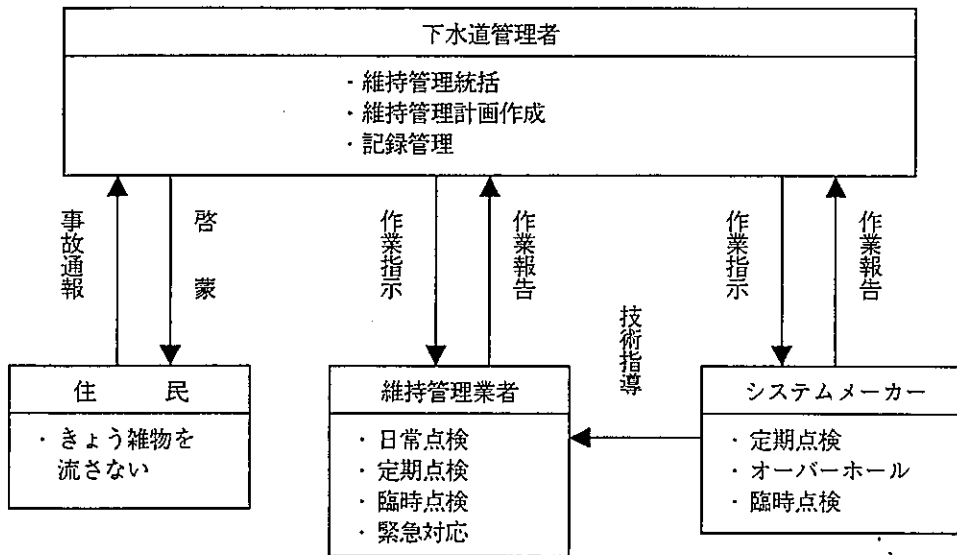 下水道管理者
・維持管理統括
・維持管理計画作成
・記録管理
事故通報
啓蒙
作業指示
作業報告
作業指示
作業報告
技術指導
住民
・きょう雑物を
流さない
維持管理業者
・日常点検
・定期点検
・臨時点検
・緊急対応
システムメーカー
・定期点検
・オーバーホール
・臨時点検